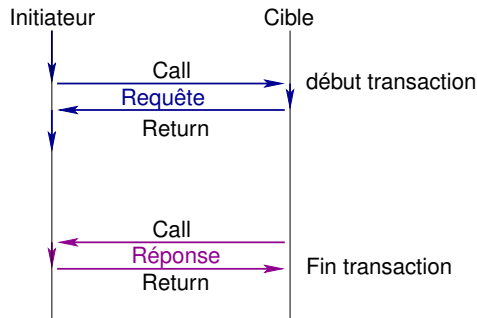 Initiateur
Cible
Call
début transaction
Requête
Return
Call
Réponse
Fin transaction
Return